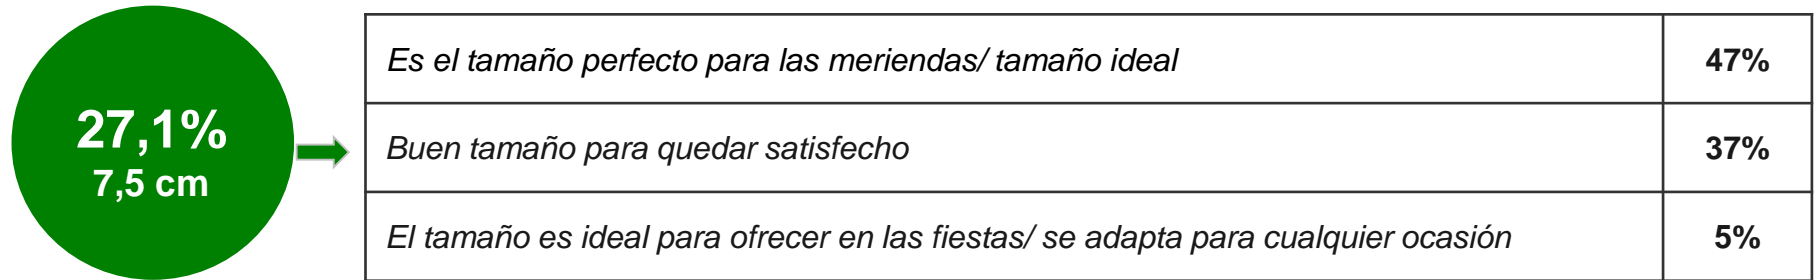 27,1%
7,5 cm
Es el tamaño perfecto para las meriendas/ tamaño ideal 47%
Buen tamaño para quedar satisfecho 37%
El tamaño es ideal para ofrecer en las fiestas/ se adapta para cualquier ocasión 5%